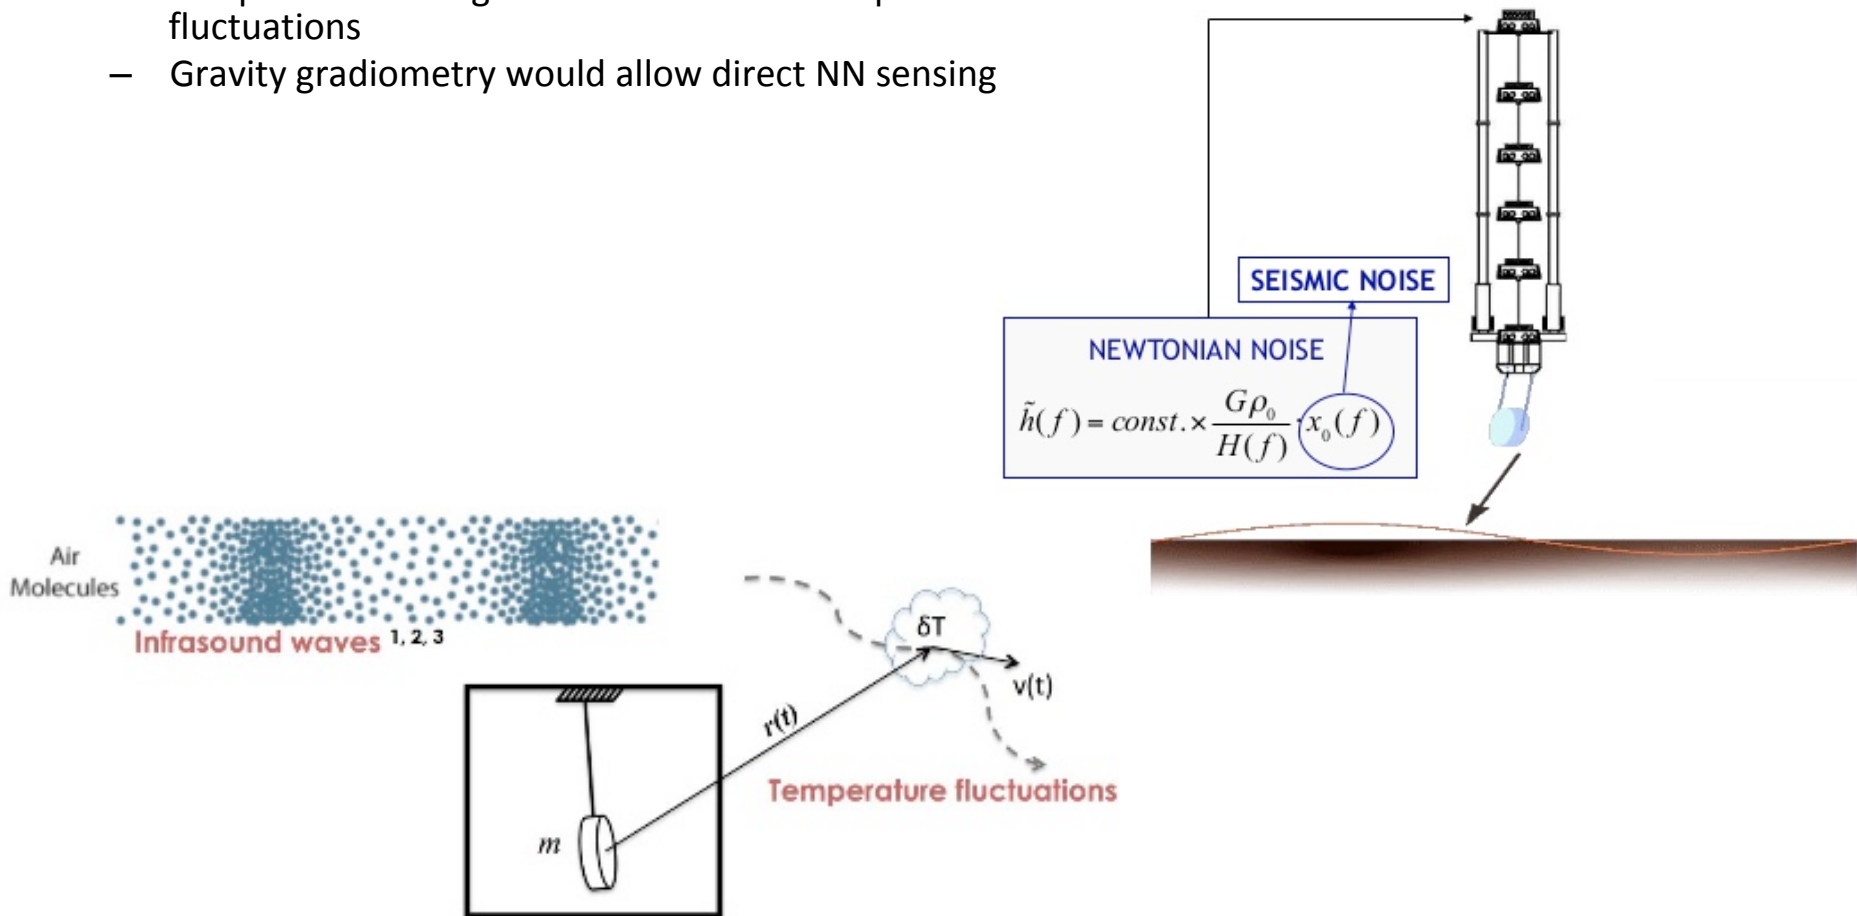 fluctuations
– Gravity gradiometry would allow direct NN sensing
SEISMIC NOISE
NEWTONIAN NOISE
h̃(f) = const. × Gρ₀ / H(f) · x₀(f)
Air
Molecules
Infrasound waves 1, 2, 3
δT
v(t)
r(t)
Temperature fluctuations
m